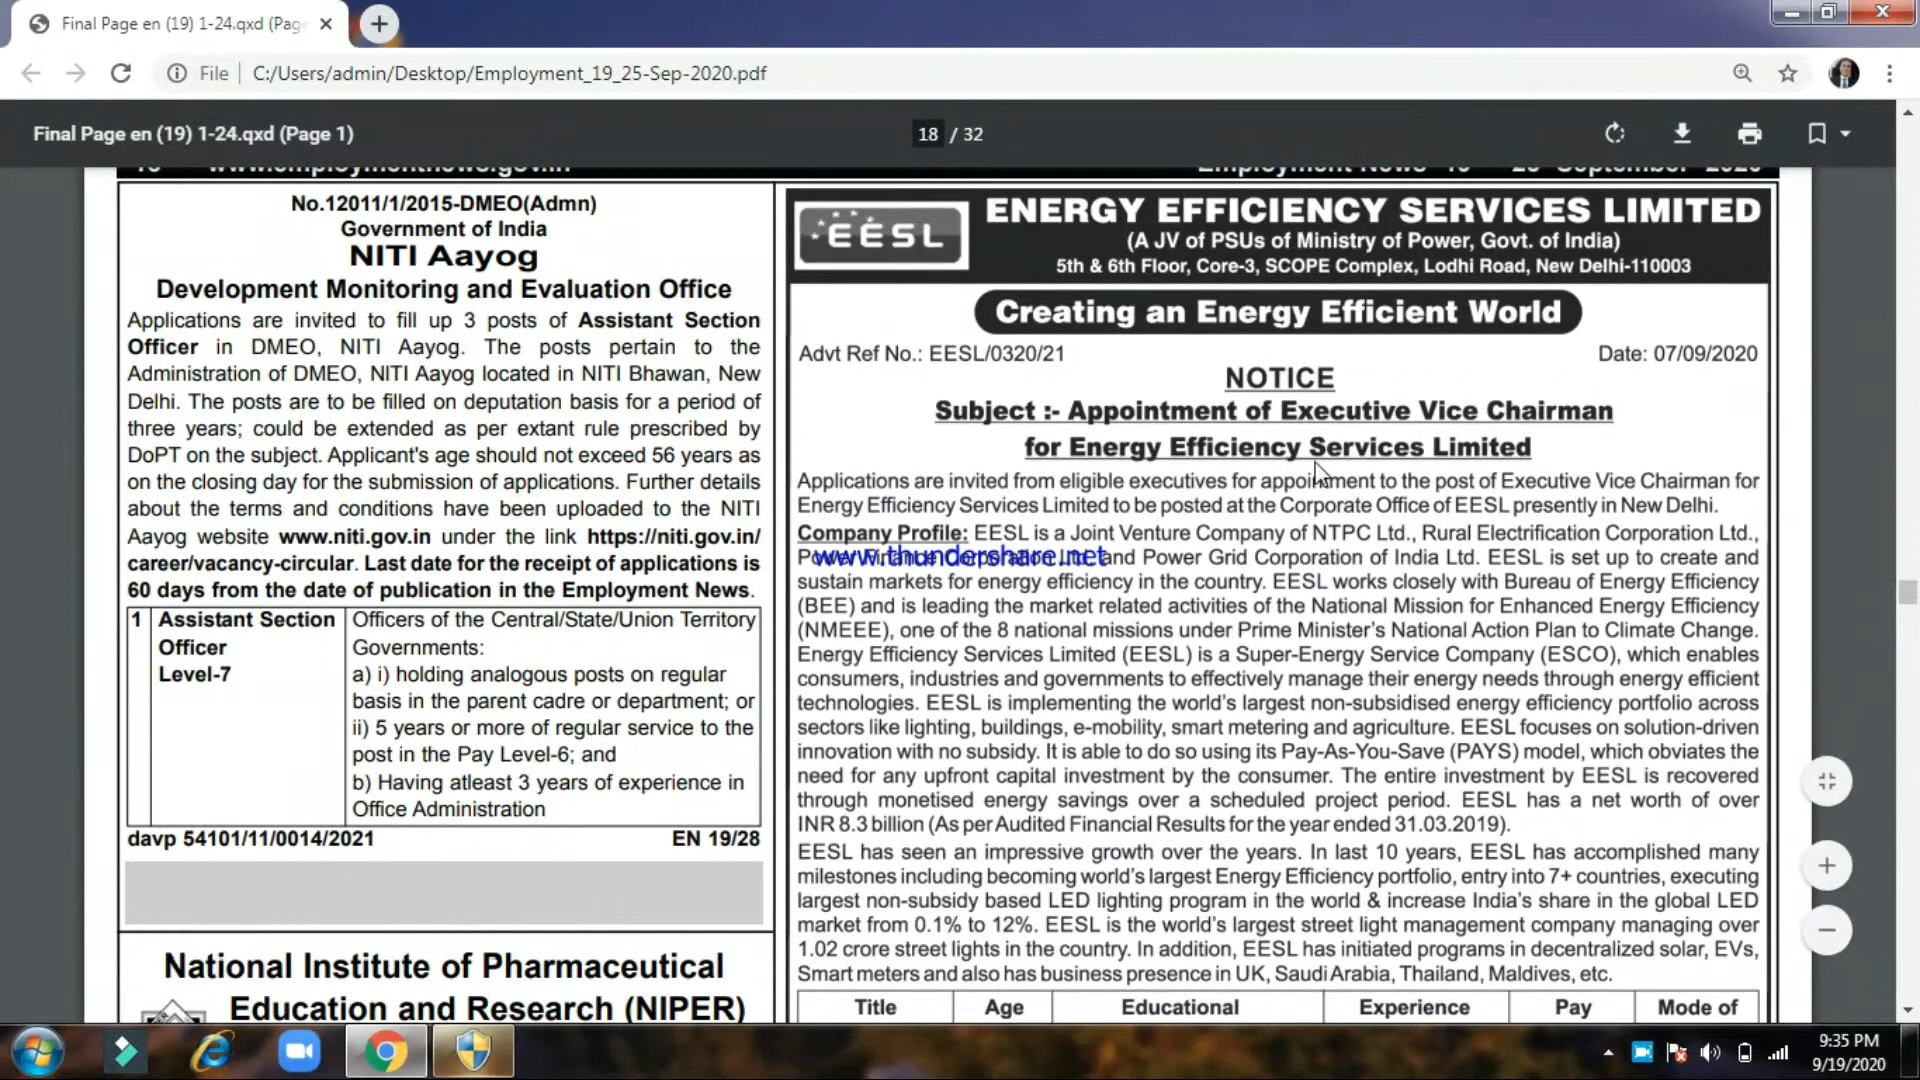 Final Page en (19) 1-24.qxd (Pag
File
C:/Users/admin/Desktop/Employment_19_25-Sep-2020.pdf
Final Page en (19) 1-24.qxd (Page 1)
18 / 32
www.employmentnews.gov.in
No.12011/1/2015-DMEO(Admn)
Government of India
NITI Aayog
Development Monitoring and Evaluation Office
Applications are invited to fill up 3 posts of Assistant Section
Officer in DMEO, NITI Aayog. The posts pertain to the
Administration of DMEO, NITI Aayog located in NITI Bhawan, New
Delhi. The posts are to be filled on deputation basis for a period of
three years; could be extended as per extant rule prescribed by
DoPT on the subject. Applicant's age should not exceed 56 years as
on the closing day for the submission of applications. Further details
about the terms and conditions have been uploaded to the NITI
Aayog website www.niti.gov.in under the link https://niti.gov.in/
career/vacancy-circular. Last date for the receipt of applications is
60 days from the date of publication in the Employment News.
1 Assistant Section
Officer
Level-7
Officers of the Central/State/Union Territory
Governments:
a) i) holding analogous posts on regular
basis in the parent cadre or department; or
ii) 5 years or more of regular service to the
post in the Pay Level-6; and
b) Having atleast 3 years of experience in
Office Administration
davp 54101/11/0014/2021 EN 19/28
National Institute of Pharmaceutical
Education and Research (NIPER)
EESL
ENERGY EFFICIENCY SERVICES LIMITED
(A JV of PSUs of Ministry of Power, Govt. of India)
5th & 6th Floor, Core-3, SCOPE Complex, Lodhi Road, New Delhi-110003
Creating an Energy Efficient World
Advt Ref No.: EESL/0320/21 Date: 07/09/2020
NOTICE
Subject :- Appointment of Executive Vice Chairman
for Energy Efficiency Services Limited
Applications are invited from eligible executives for appointment to the post of Executive Vice Chairman for
Energy Efficiency Services Limited to be posted at the Corporate Office of EESL presently in New Delhi.
Company Profile: EESL is a Joint Venture Company of NTPC Ltd., Rural Electrification Corporation Ltd.,
and Power Grid Corporation of India Ltd. EESL is set up to create and
www.thundershare.net
sustain markets for energy efficiency in the country. EESL works closely with Bureau of Energy Efficiency
(BEE) and is leading the market related activities of the National Mission for Enhanced Energy Efficiency
(NMEEE), one of the 8 national missions under Prime Minister's National Action Plan to Climate Change.
Energy Efficiency Services Limited (EESL) is a Super-Energy Service Company (ESCO), which enables
consumers, industries and governments to effectively manage their energy needs through energy efficient
technologies. EESL is implementing the world's largest non-subsidised energy efficiency portfolio across
sectors like lighting, buildings, e-mobility, smart metering and agriculture. EESL focuses on solution-driven
innovation with no subsidy. It is able to do so using its Pay-As-You-Save (PAYS) model, which obviates the
need for any upfront capital investment by the consumer. The entire investment by EESL is recovered
through monetised energy savings over a scheduled project period. EESL has a net worth of over
INR 8.3 billion (As per Audited Financial Results for the year ended 31.03.2019).
EESL has seen an impressive growth over the years. In last 10 years, EESL has accomplished many
milestones including becoming world's largest Energy Efficiency portfolio, entry into 7+ countries, executing
largest non-subsidy based LED lighting program in the world & increase India's share in the global LED
market from 0.1% to 12%. EESL is the world's largest street light management company managing over
1.02 crore street lights in the country. In addition, EESL has initiated programs in decentralized solar, EVs,
Smart meters and also has business presence in UK, Saudi Arabia, Thailand, Maldives, etc.
Title Age Educational Experience Pay Mode of
9:35 PM
9/19/2020